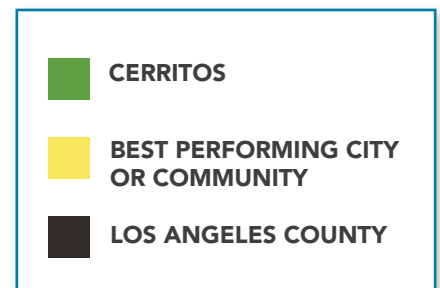 CERRITOS
BEST PERFORMING CITY
OR COMMUNITY
LOS ANGELES COUNTY